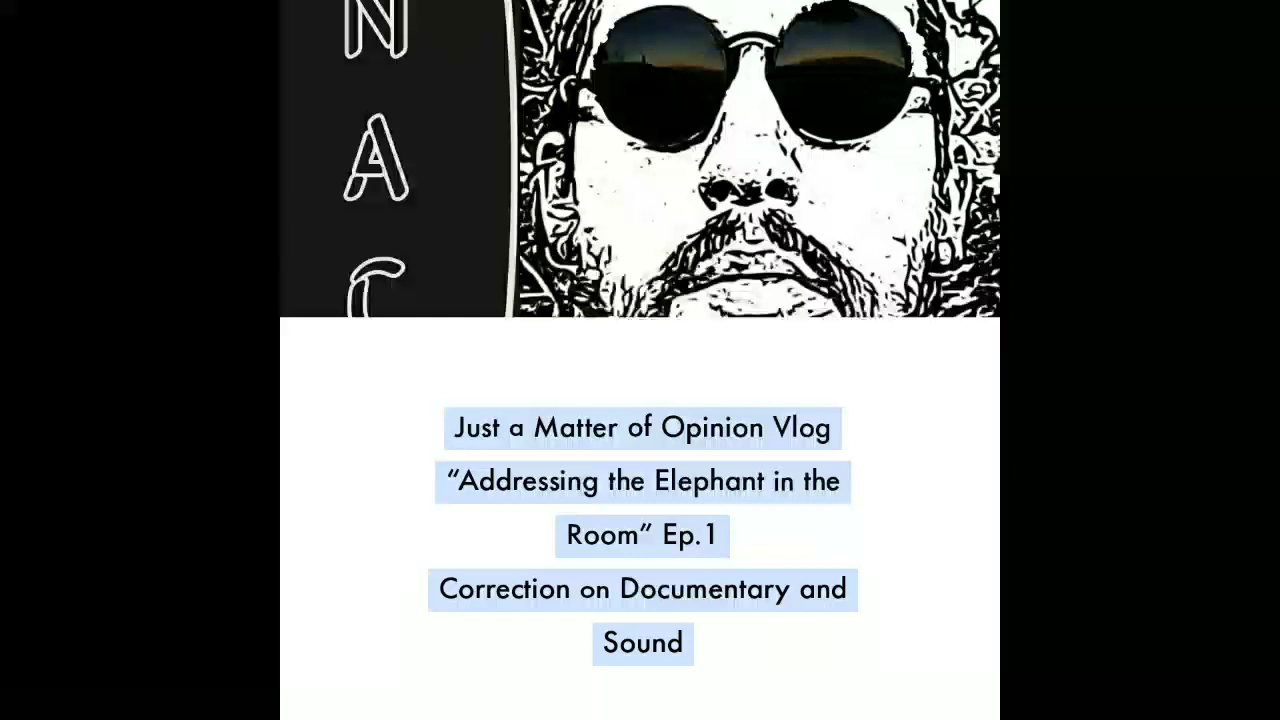 N
A
C
Just a Matter of Opinion Vlog
“Addressing the Elephant in the
Room” Ep.1
Correction on Documentary and
Sound